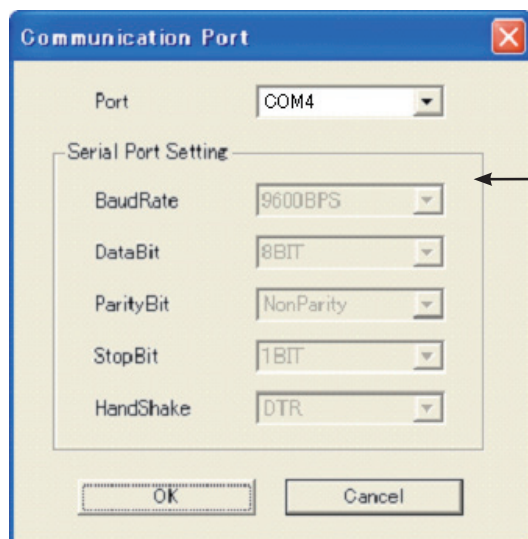 Communication Port
Port COM4
Serial Port Setting
BaudRate 9600BPS
DataBit 8BIT
ParityBit NonParity
StopBit 1BIT
HandShake DTR
OK Cancel